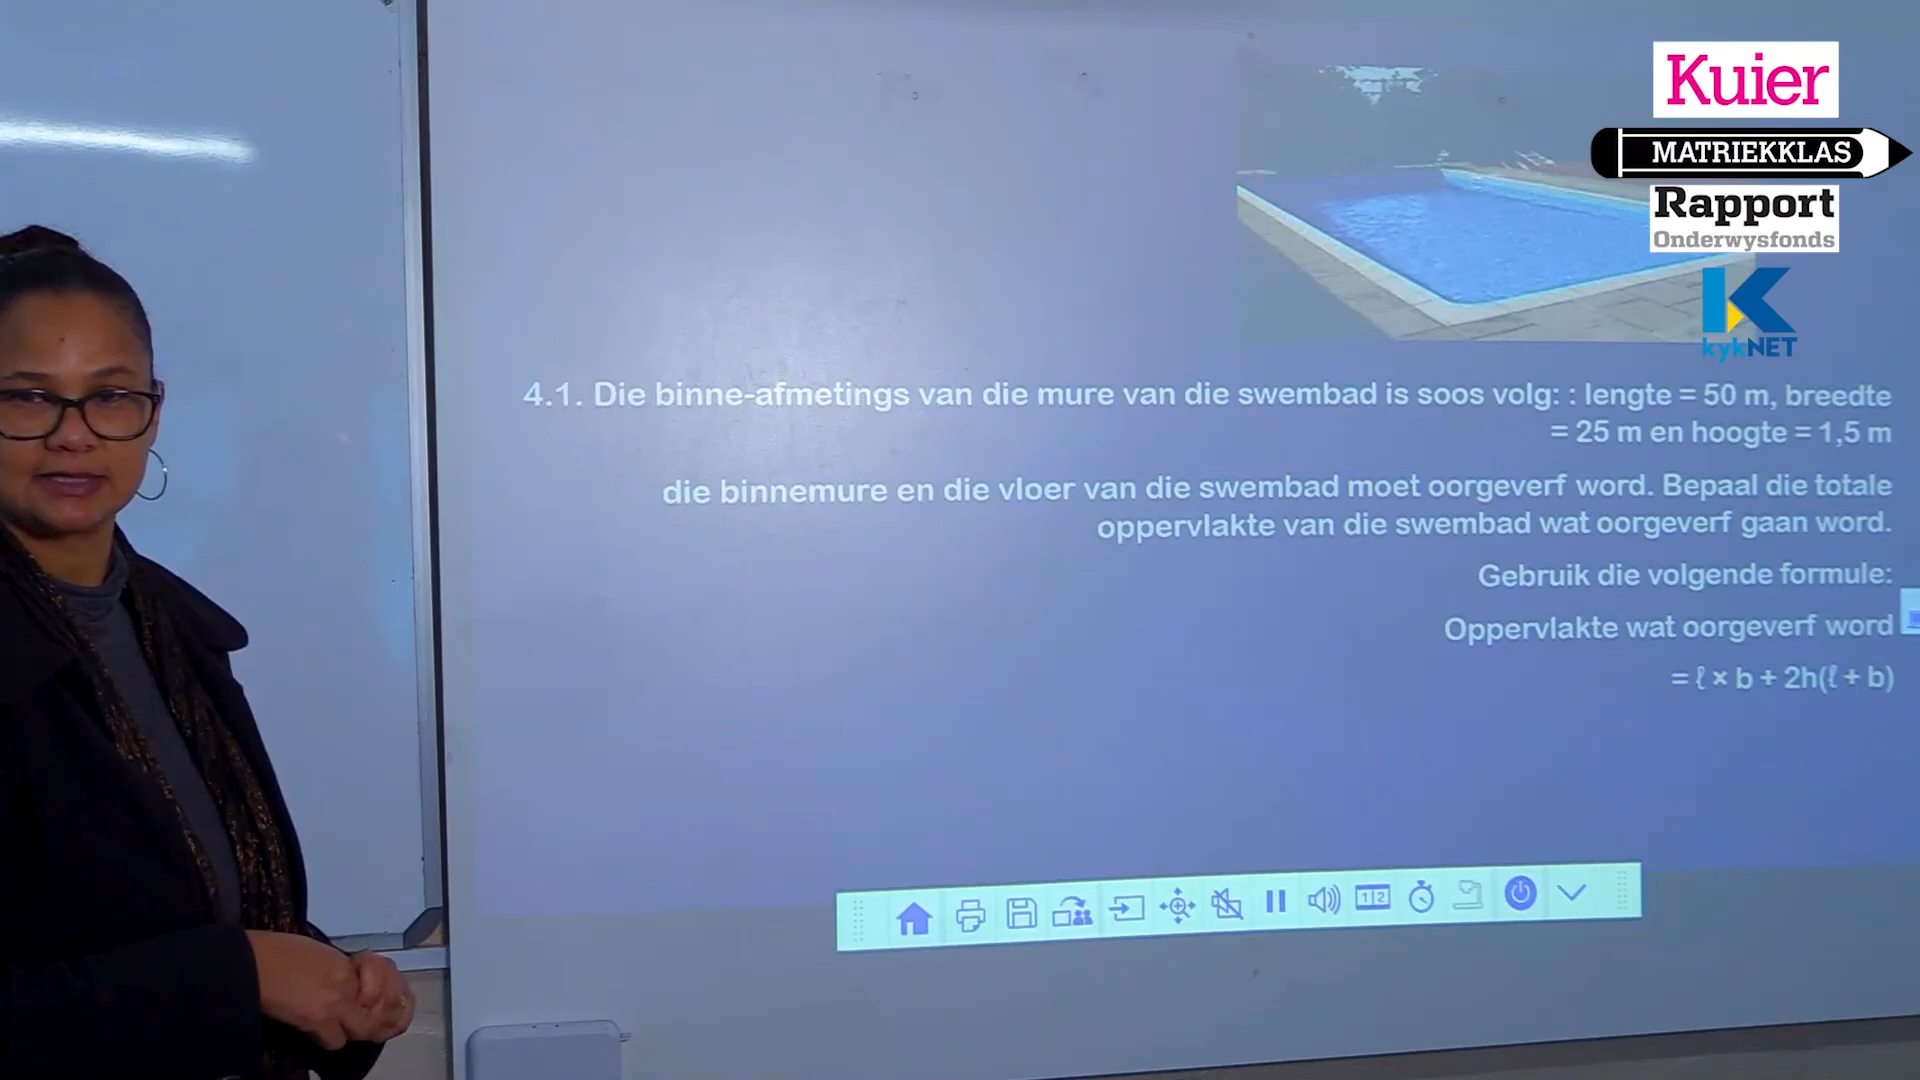 Kuier
MATRIEKKLAS
Rapport
Onderwysfonds
kykNET
4.1. Die binne-afmetings van die mure van die swembad is soos volg: : lengte = 50 m, breedte
= 25 m en hoogte = 1,5 m
die binnemure en die vloer van die swembad moet oorgeverf word. Bepaal die totale
oppervlakte van die swembad wat oorgeverf gaan word.
Gebruik die volgende formule:
Oppervlakte wat oorgeverf word
= ℓ × b + 2h(ℓ + b)
1 2